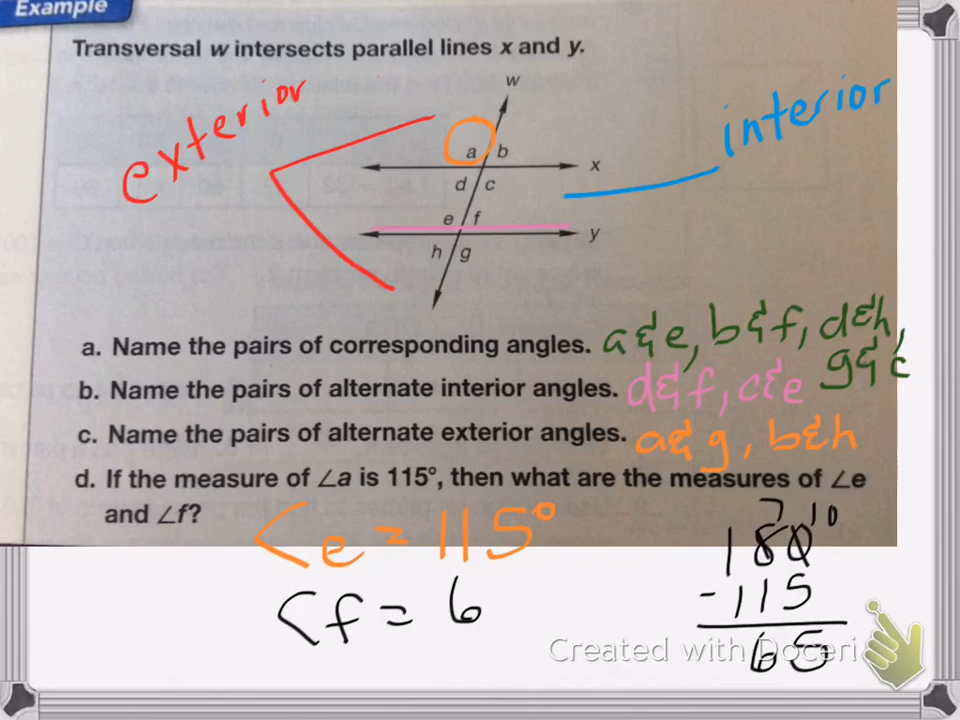 Example
Transversal w intersects parallel lines x and y.
exterior
interior
w
a b
x
d c
e f
y
h g
a. Name the pairs of corresponding angles. a&e, b&f, d&h,
g&c
b. Name the pairs of alternate interior angles. d&f, c&e
c. Name the pairs of alternate exterior angles. a&g, b&h
d. If the measure of ∠a is 115°, then what are the measures of ∠e
and ∠f?
<e = 115°
<f = 6
7 10
180
-115
65
Created with Doceri